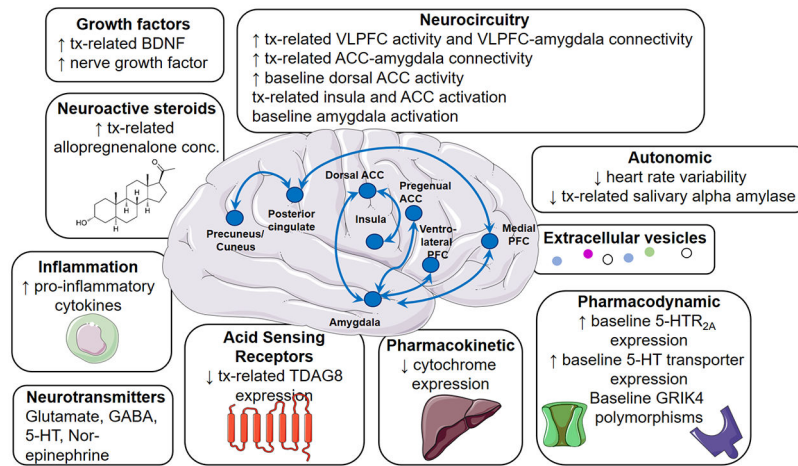 Growth factors
↑ tx-related BDNF
↑ nerve growth factor
Neurocircuitry
↑ tx-related VLPFC activity and VLPFC-amygdala connectivity
↑ tx-related ACC-amygdala connectivity
↑ baseline dorsal ACC activity
tx-related insula and ACC activation
baseline amygdala activation
Neuroactive steroids
↑ tx-related
allopregnenalone conc.
HO
H
H
H
O
Autonomic
↓ heart rate variability
↓ tx-related salivary alpha amylase
Dorsal ACC
Pregenual
ACC
Posterior
cingulate
Insula
Precuneus/
Cuneus
Ventro-
lateral
PFC
Medial
PFC
Amygdala
Extracellular vesicles
Inflammation
↑ pro-inflammatory
cytokines
Acid Sensing
Receptors
↓ tx-related TDAG8
expression
Pharmacokinetic
↓ cytochrome
expression
Pharmacodynamic
↑ baseline 5-HTR2A
expression
↑ baseline 5-HT transporter
expression
Baseline GRIK4
polymorphisms
Neurotransmitters
Glutamate, GABA,
5-HT, Nor-
epinephrine